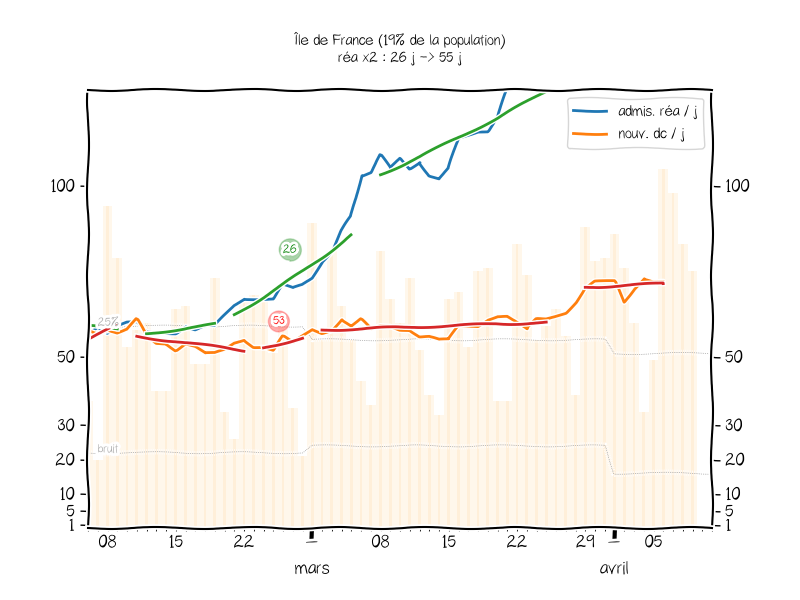 Île de France (19% de la population)
réa x2 : 26 j -> 55 j
admis. réa / j
nouv. dc / j
100
100
26
53
25%
50
50
30
30
bruit
20
20
10
10
5
5
1
1
08 15 22 08 15 22 29 05
mars avril